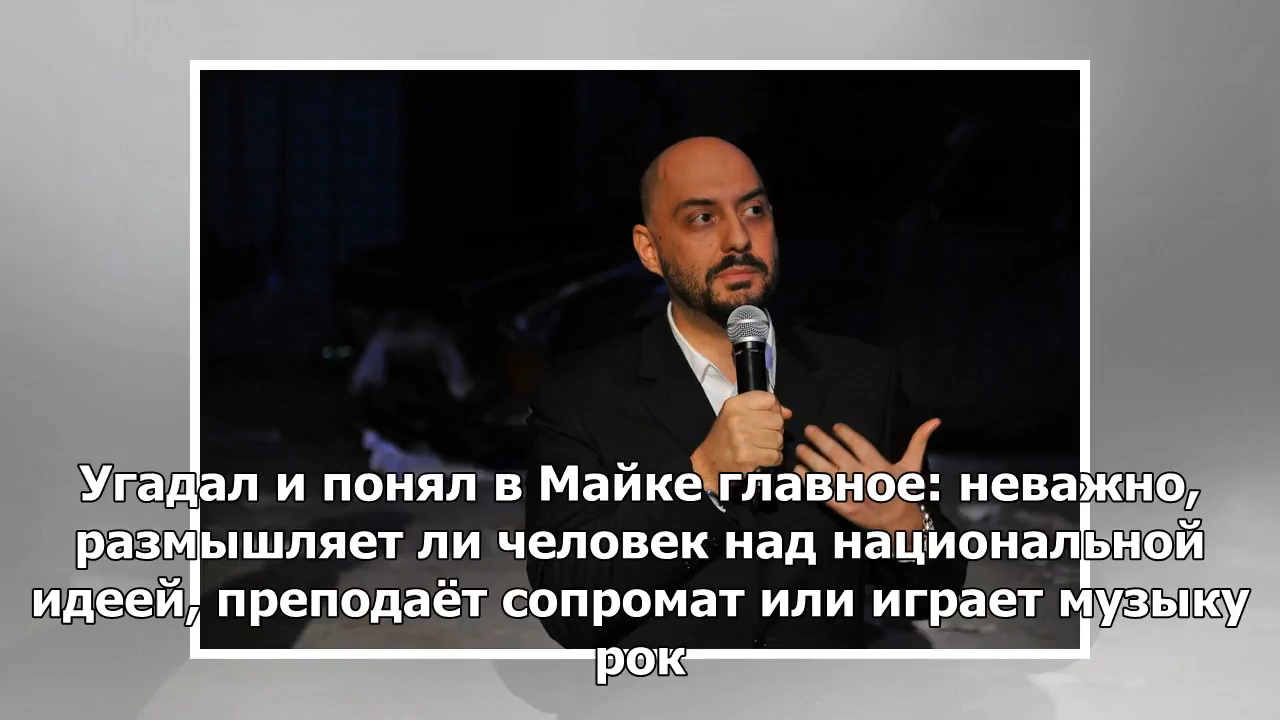 Угадал и понял в Майке главное: неважно,
размышляет ли человек над национальной
идеей, преподаёт сопромат или играет музыку
рок